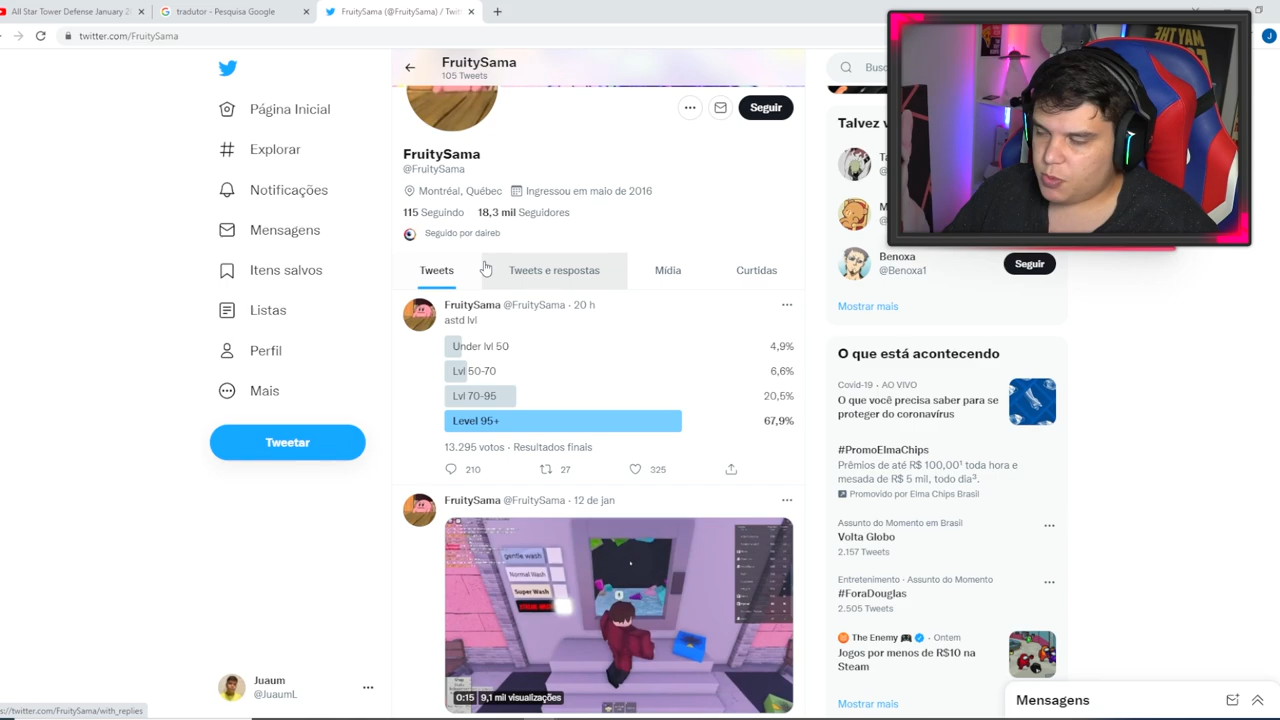 All Star Tower Defense January 2
tradutor - Pesquisa Google
FruitySama (@FruitySama) / Twit
twitter.com/FruitySama
J
Página Inicial
Explorar
Notificações
Mensagens
Itens salvos
Listas
Perfil
Mais
Tweetar
Juaum
@JuaumL
s://twitter.com/FruitySama/with_replies
FruitySama
105 Tweets
Seguir
FruitySama
@FruitySama
Montréal, Québec Ingressou em maio de 2016
115 Seguindo 18,3 mil Seguidores
Seguido por daireb
Tweets Tweets e respostas Mídia Curtidas
FruitySama @FruitySama · 20 h
astd lvl
Under lvl 50 4,9%
Lvl 50-70 6,6%
Lvl 70-95 20,5%
Level 95+ 67,9%
13.295 votos · Resultados finais
210 27 325
FruitySama @FruitySama · 12 de jan
gentle wash
Normal Wash
Super Wash
0:15 9,1 mil visualizações
Busc
Talvez v
Benoxa
@Benoxa1
Seguir
Mostrar mais
O que está acontecendo
Covid-19 · AO VIVO
O que você precisa saber para se
proteger do coronavírus
#PromoElmaChips
Prêmios de até R$ 100,00¹ toda hora e
mesada de R$ 5 mil, todo dia³.
Promovido por Elma Chips Brasil
Assunto do Momento em Brasil
Volta Globo
2.157 Tweets
Entretenimento · Assunto do Momento
#ForaDouglas
2.505 Tweets
The Enemy · Ontem
Jogos por menos de R$10 na
Steam
Mostrar mais
Mensagens